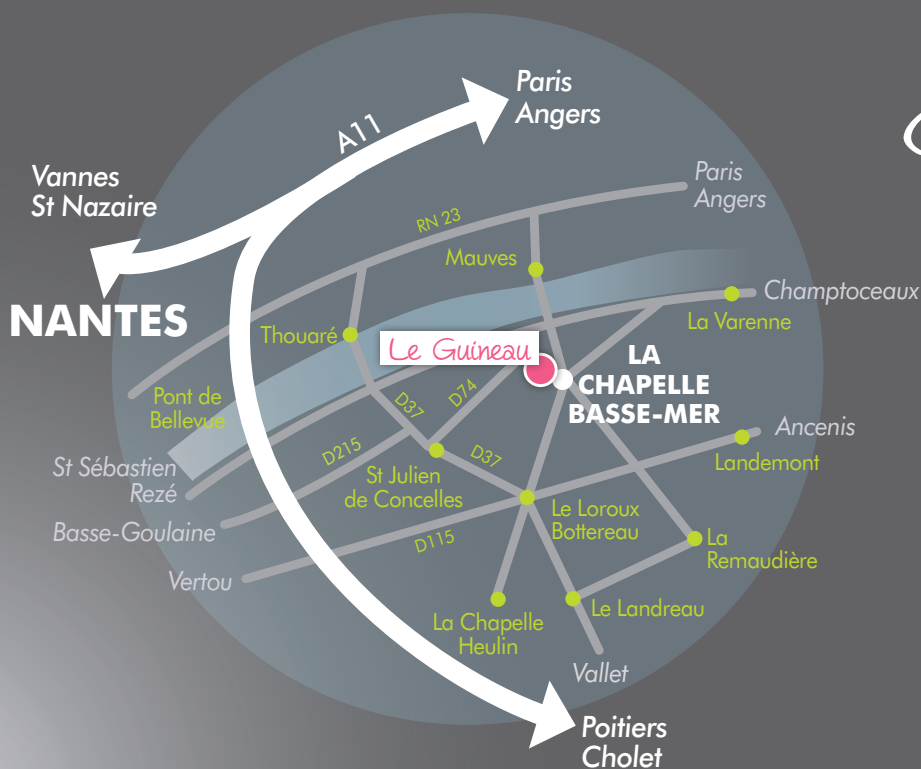 Paris
Angers
A11
Vannes
St Nazaire
NANTES
Paris
Angers
RN 23
Mauves
Champtoceaux
La Varenne
Thouaré
Le Guineau
LA
CHAPELLE
BASSE-MER
Pont de
Bellevue
D37
D74
Ancenis
Landemont
St Sébastien
Rezé
D215
D37
St Julien
de Concelles
Basse-Goulaine
Le Loroux
Bottereau
D115
La
Remaudière
Vertou
La Chapelle
Heulin
Le Landreau
Vallet
Poitiers
Cholet